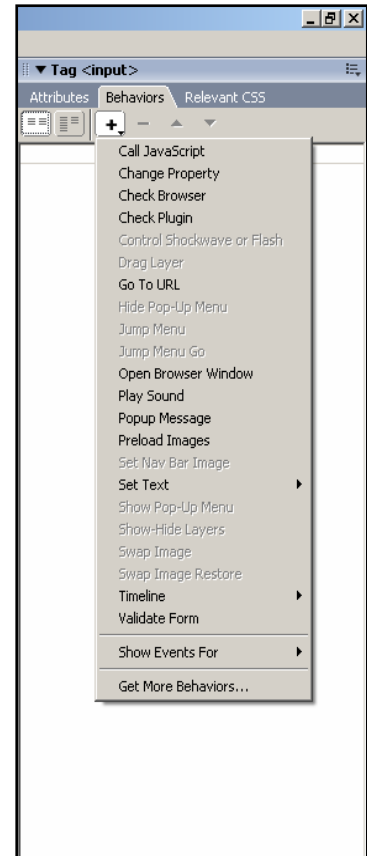 Tag <input>
Attributes Behaviors Relevant CSS
Call JavaScript
Change Property
Check Browser
Check Plugin
Control Shockwave or Flash
Drag Layer
Go To URL
Hide Pop-Up Menu
Jump Menu
Jump Menu Go
Open Browser Window
Play Sound
Popup Message
Preload Images
Set Nav Bar Image
Set Text
Show Pop-Up Menu
Show-Hide Layers
Swap Image
Swap Image Restore
Timeline
Validate Form
Show Events For
Get More Behaviors...